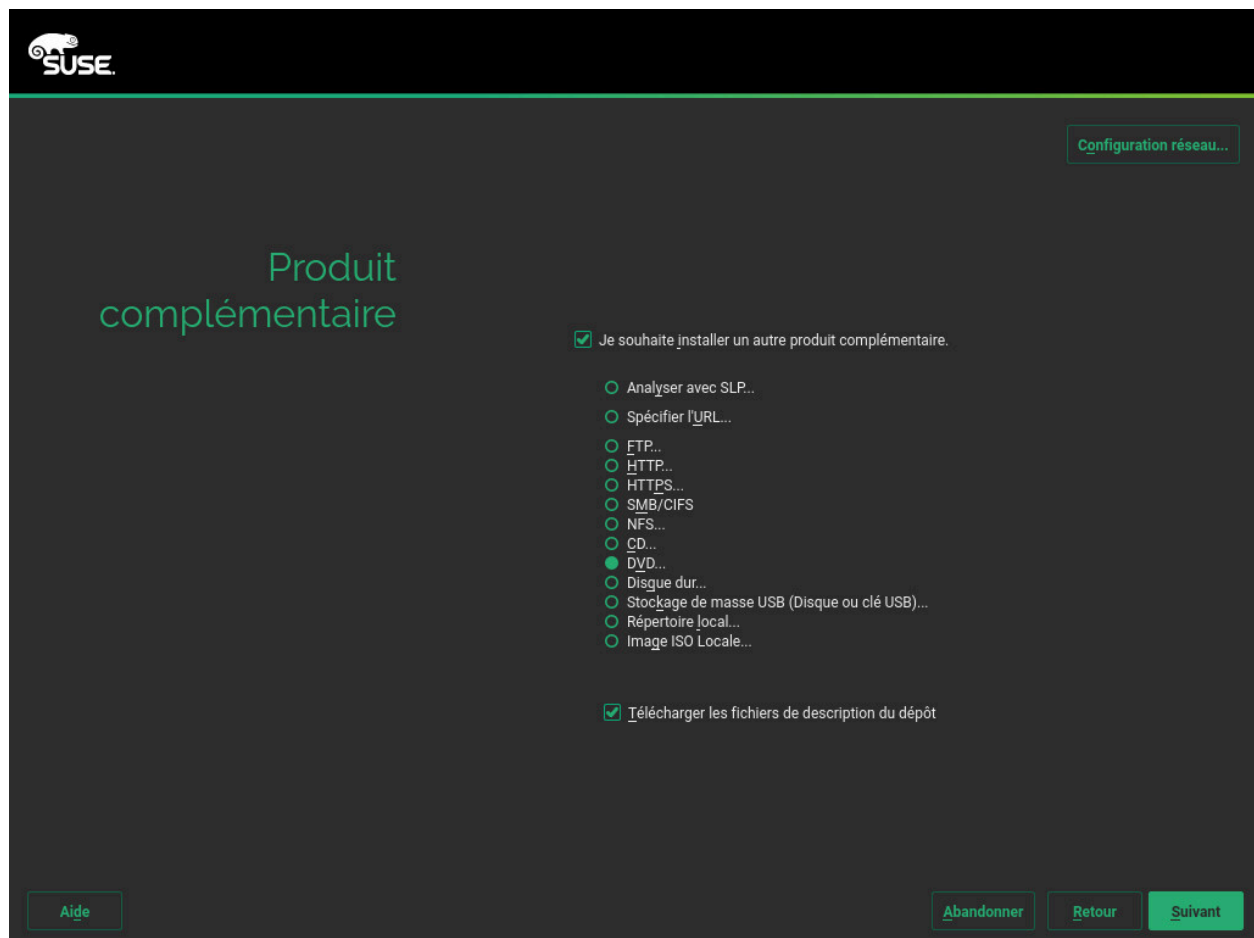 SUSE.
Configuration réseau...
Produit
complémentaire
Je souhaite installer un autre produit complémentaire.
Analyser avec SLP...
Spécifier l'URL...
FTP...
HTTP...
HTTPS...
SMB/CIFS
NFS...
CD...
DVD...
Disque dur...
Stockage de masse USB (Disque ou clé USB)...
Répertoire local...
Image ISO Locale...
Télécharger les fichiers de description du dépôt
Aide
Abandonner
Retour
Suivant